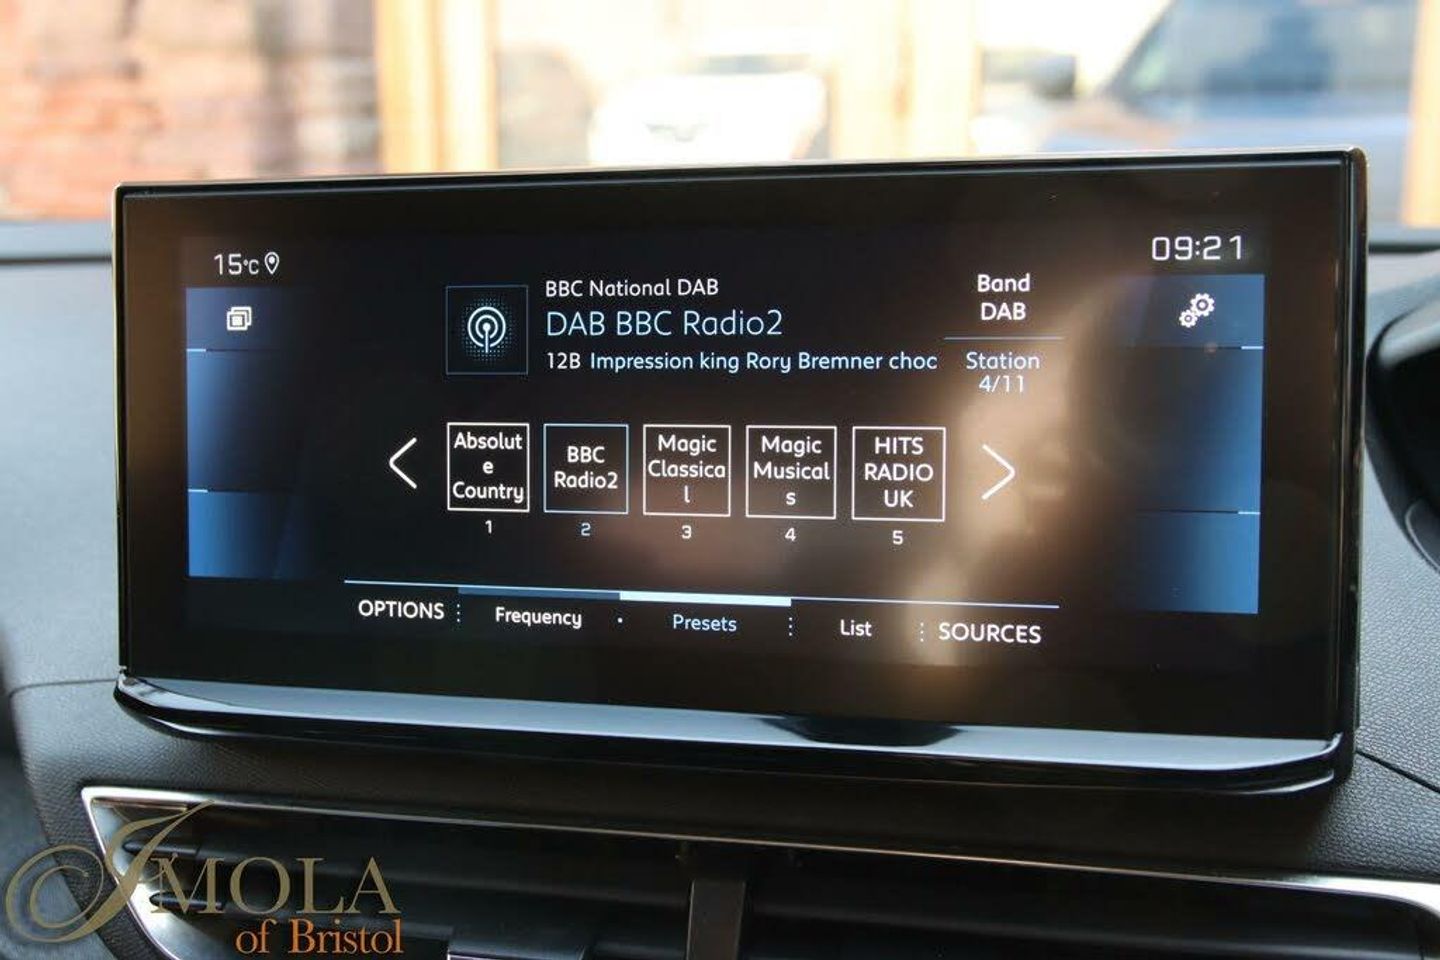 15°C
09:21
BBC National DAB
DAB BBC Radio2
12B Impression king Rory Bremner choc
Band
DAB
Station
4/11
Absolut
e
Country
1
BBC
Radio2
2
Magic
Classica
l
3
Magic
Musical
s
4
HITS
RADIO
UK
5
OPTIONS
Frequency
Presets
List
SOURCES
IMOLA
of Bristol